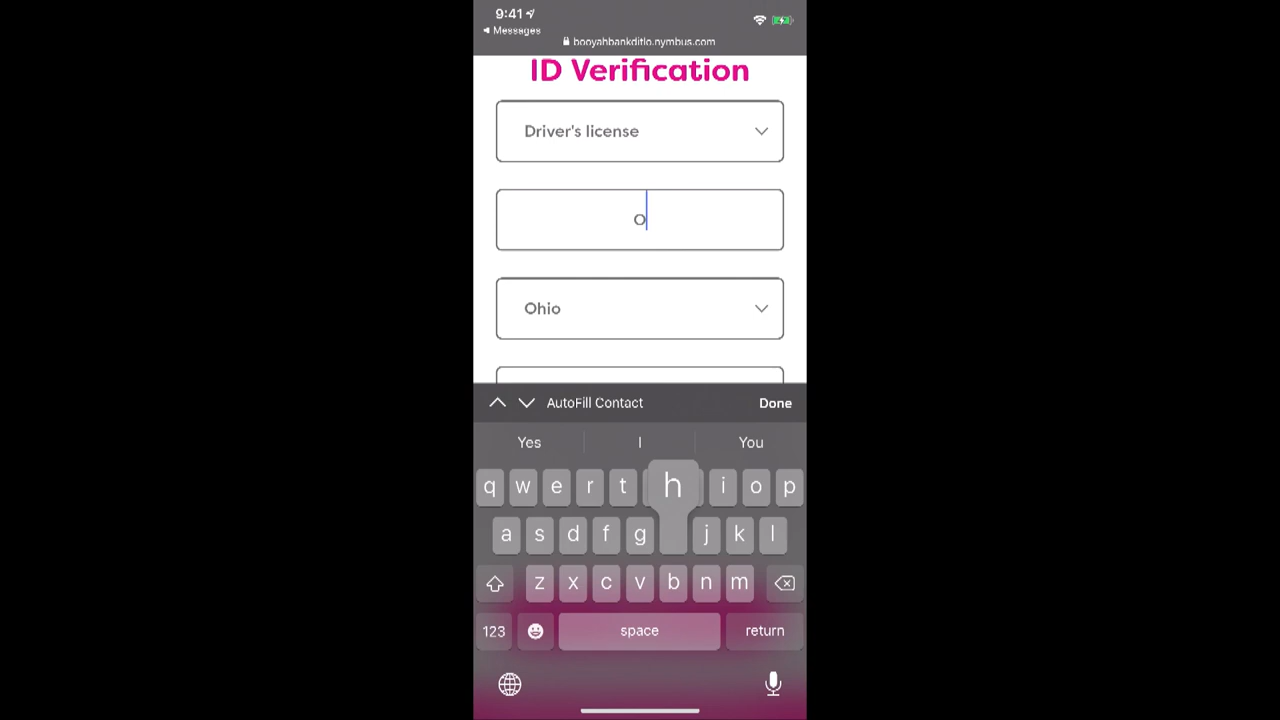 9:41
Messages
booyahbankditlo.nymbus.com
ID Verification
Driver's license
O
Ohio
AutoFill Contact
Done
Yes
I
You
q w e r t h i o p
a s d f g j k l
z x c v b n m
123
space
return